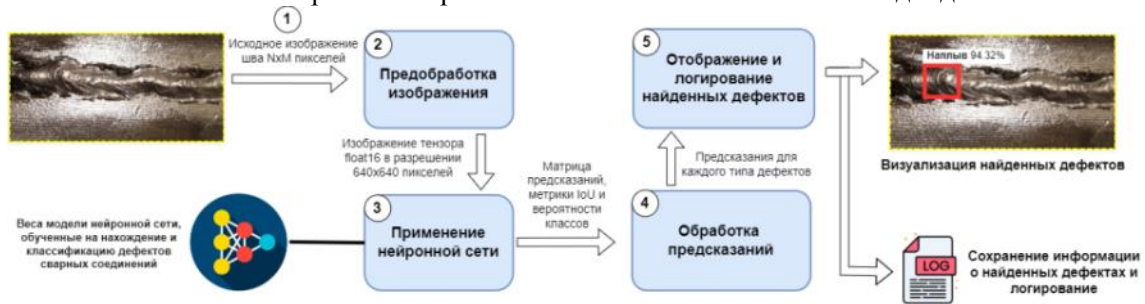 1
Исходное изображение
шва NxM пикселей
2
Предобработка
изображения
Изображение тензора
float16 в разрешении
640x640 пикселей
Веса модели нейронной сети,
обученные на нахождение и
классификацию дефектов
сварных соединений
3
Применение
нейронной сети
Матрица
предсказаний,
метрики IoU и
вероятности
классов
4
Обработка
предсказаний
Предсказания для
каждого типа дефектов
5
Отображение и
логирование
найденных дефектов
Наплыв 94.32%
Визуализация найденных дефектов
LOG
Сохранение информации
о найденных дефектах и
логирование